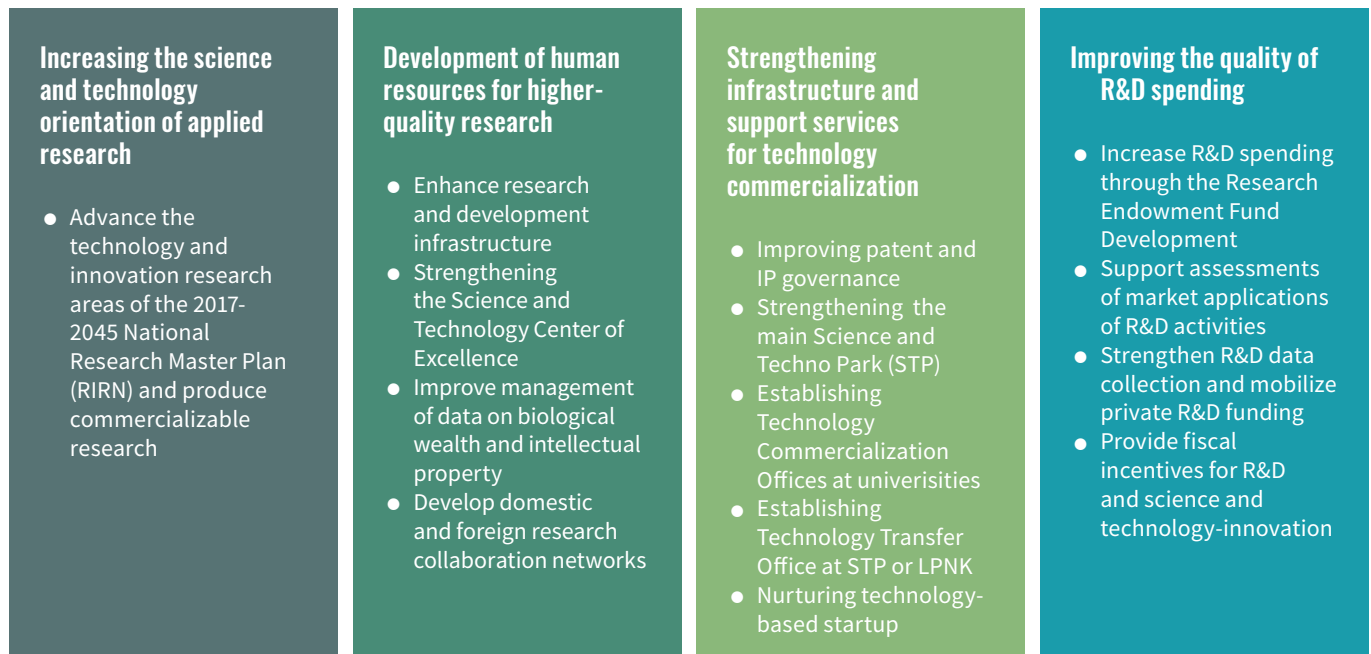 Increasing the science
and technology
orientation of applied
research
● Advance the
technology and
innovation research
areas of the 2017-
2045 National
Research Master Plan
(RIRN) and produce
commercializable
research
Development of human
resources for higher-
quality research
● Enhance research
and development
infrastructure
● Strengthening
the Science and
Technology Center of
Excellence
● Improve management
of data on biological
wealth and intellectual
property
● Develop domestic
and foreign research
collaboration networks
Strengthening
infrastructure and
support services
for technology
commercialization
● Improving patent and
IP governance
● Strengthening the
main Science and
Techno Park (STP)
● Establishing
Technology
Commercialization
Offices at univerisities
● Establishing
Technology Transfer
Office at STP or LPNK
● Nurturing technology-
based startup
Improving the quality of
R&D spending
● Increase R&D spending
through the Research
Endowment Fund
Development
● Support assessments
of market applications
of R&D activities
● Strengthen R&D data
collection and mobilize
private R&D funding
● Provide fiscal
incentives for R&D
and science and
technology-innovation